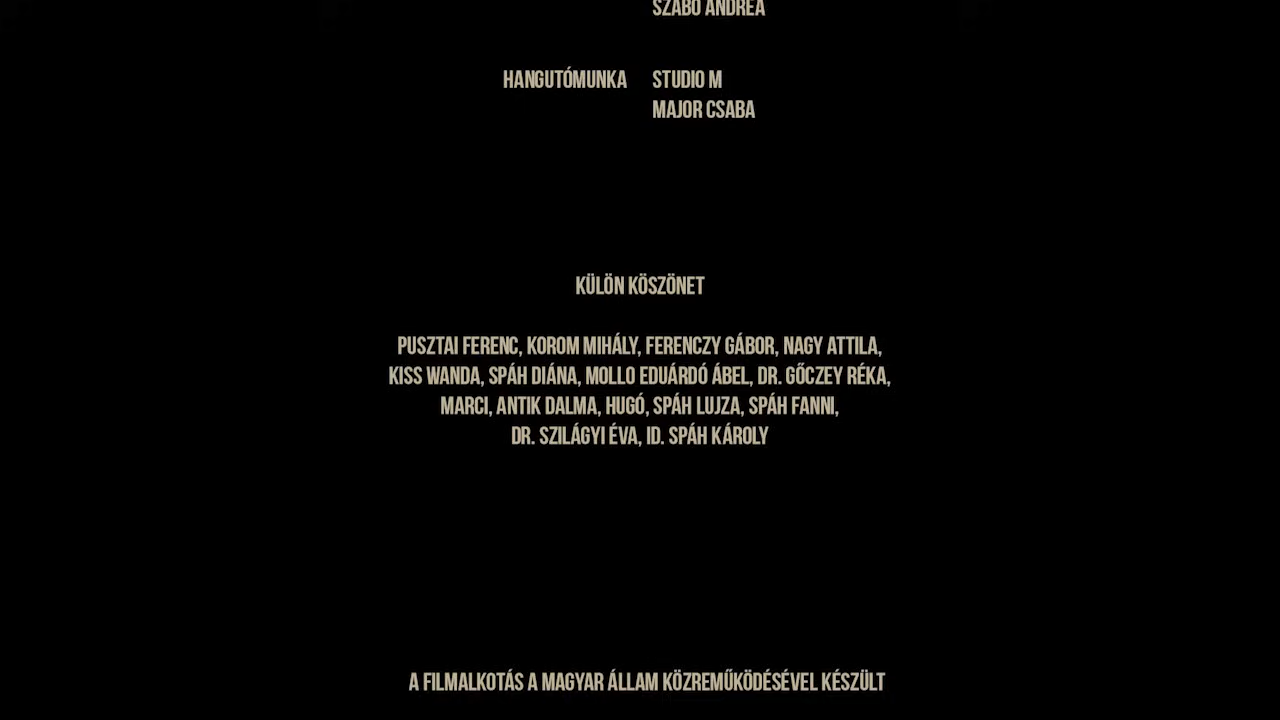 SZABÓ ANDREA
HANGUTÓMUNKA STUDIO M
MAJOR CSABA
KÜLÖN KÖSZÖNET
PUSZTAI FERENC, KOROM MIHÁLY, FERENCZY GÁBOR, NAGY ATTILA,
KISS WANDA, SPÁH DIÁNA, MOLLO EDUÁRDÓ ÁBEL, DR. GŐCZEY RÉKA,
MARCI, ANTIK DALMA, HUGÓ, SPÁH LUJZA, SPÁH FANNI,
DR. SZILÁGYI ÉVA, ID. SPÁH KÁROLY
A FILMALKOTÁS A MAGYAR ÁLLAM KÖZREMŰKÖDÉSÉVEL KÉSZÜLT